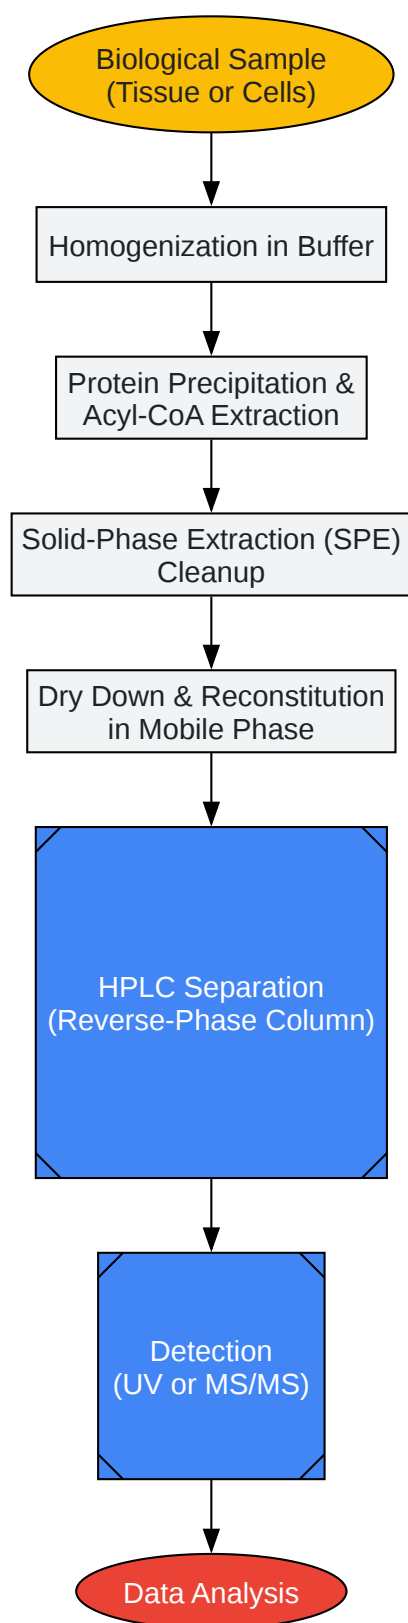 Biological Sample
(Tissue or Cells)
Homogenization in Buffer
Protein Precipitation &
Acyl-CoA Extraction
Solid-Phase Extraction (SPE)
Cleanup
Dry Down & Reconstitution
in Mobile Phase
HPLC Separation
(Reverse-Phase Column)
Detection
(UV or MS/MS)
Data Analysis